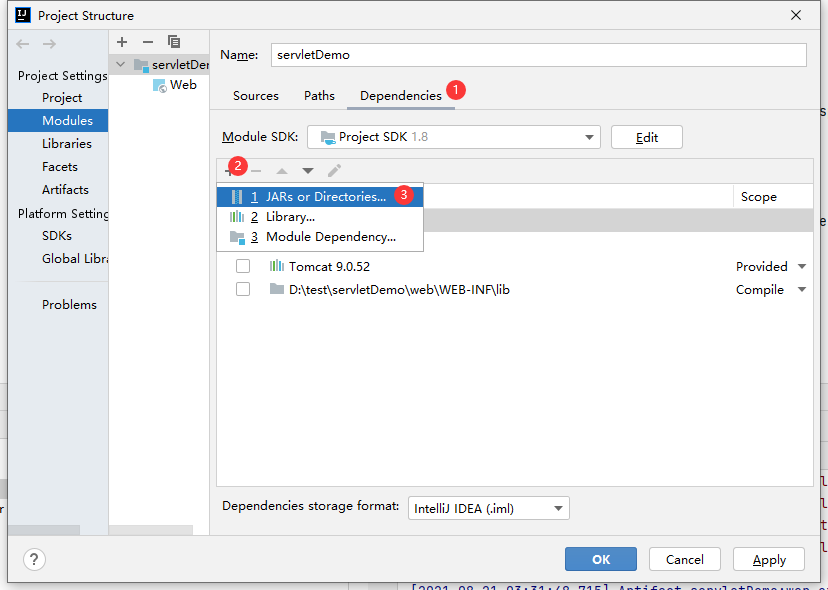 Project Structure
Project Settings
Project
Modules
Libraries
Facets
Artifacts
Platform Setting
SDKs
Global Libra
Problems
servletDem
Web
Name: servletDemo
Sources Paths Dependencies 1
Module SDK: Project SDK 1.8 Edit
2
1 JARs or Directories... 3
2 Library...
3 Module Dependency...
Scope
Tomcat 9.0.52 Provided
D:\test\servletDemo\web\WEB-INF\lib Compile
Dependencies storage format: IntelliJ IDEA (.iml)
? OK Cancel Apply